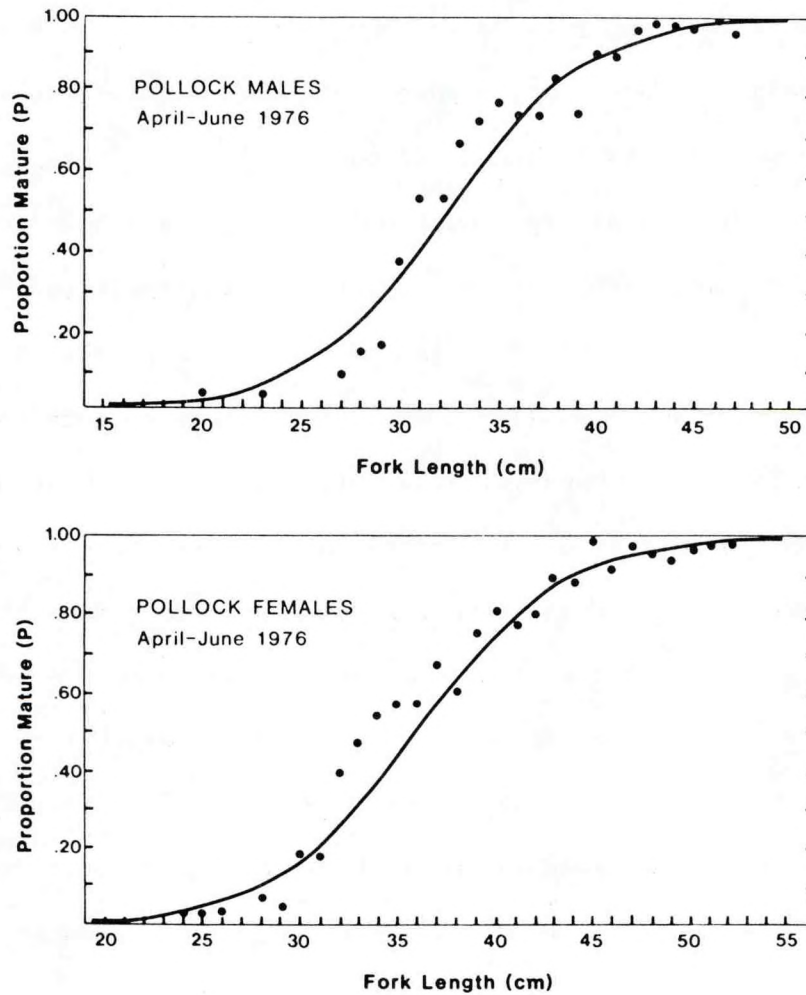 1.00
.80
.60
.40
.20
Proportion Mature (P)
POLLOCK MALES
April-June 1976
15 20 25 30 35 40 45 50
Fork Length (cm)
1.00
.80
.60
.40
.20
Proportion Mature (P)
POLLOCK FEMALES
April-June 1976
20 25 30 35 40 45 50 55
Fork Length (cm)